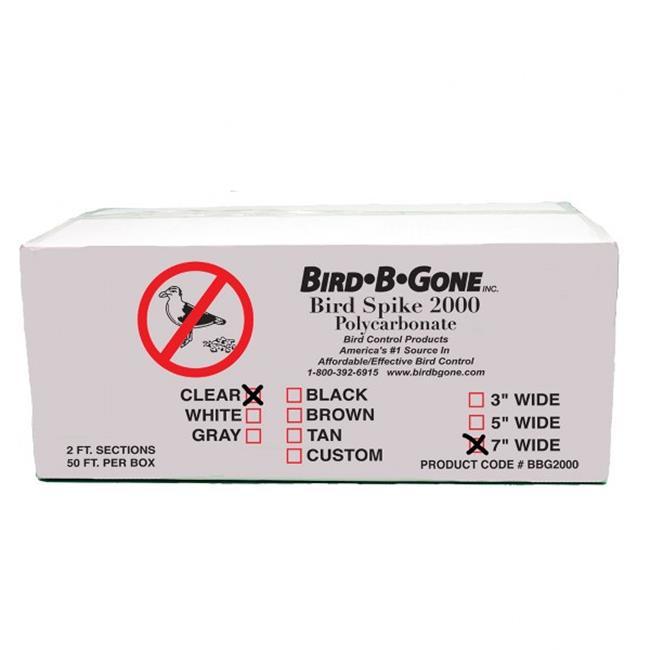 BIRD•B•GONE INC.
Bird Spike 2000
Polycarbonate
Bird Control Products
America's #1 Source In
Affordable/Effective Bird Control
1-800-392-6915 www.birdbgone.com
CLEAR
WHITE
GRAY
BLACK
BROWN
TAN
CUSTOM
3" WIDE
5" WIDE
7" WIDE
2 FT. SECTIONS
50 FT. PER BOX
PRODUCT CODE # BBG2000